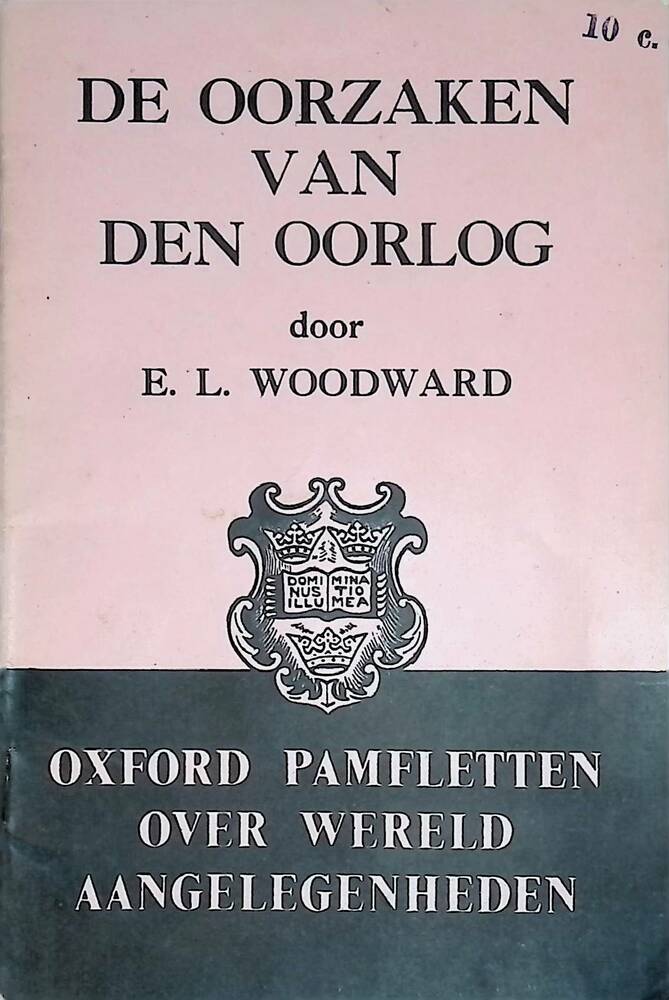 10 c.
DE OORZAKEN
VAN
DEN OORLOG
door
E. L. WOODWARD
DOMI MINA
NUS TIO
ILLU MEA
OXFORD PAMFLETTEN
OVER WERELD
AANGELEGENHEDEN